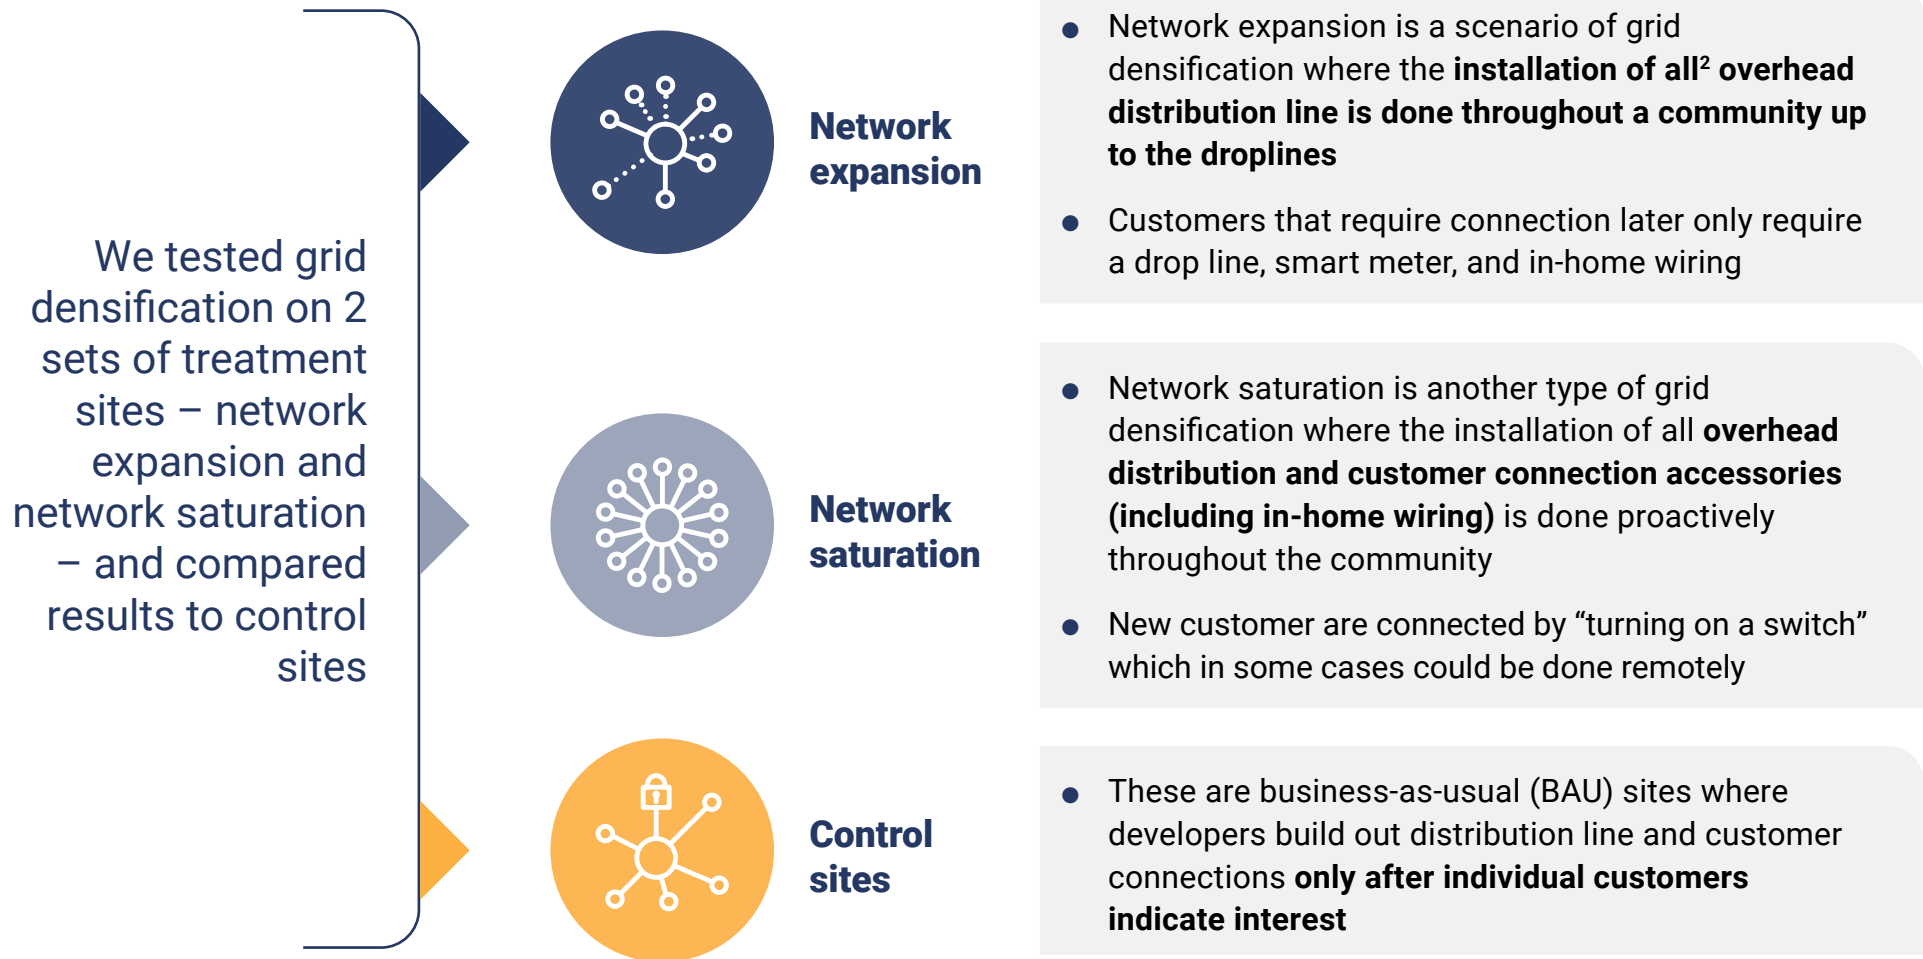 We tested grid
densification on 2
sets of treatment
sites – network
expansion and
network saturation
– and compared
results to control
sites
Network
expansion
● Network expansion is a scenario of grid
densification where the installation of all² overhead
distribution line is done throughout a community up
to the droplines
● Customers that require connection later only require
a drop line, smart meter, and in-home wiring
Network
saturation
● Network saturation is another type of grid
densification where the installation of all overhead
distribution and customer connection accessories
(including in-home wiring) is done proactively
throughout the community
● New customer are connected by “turning on a switch”
which in some cases could be done remotely
Control
sites
● These are business-as-usual (BAU) sites where
developers build out distribution line and customer
connections only after individual customers
indicate interest